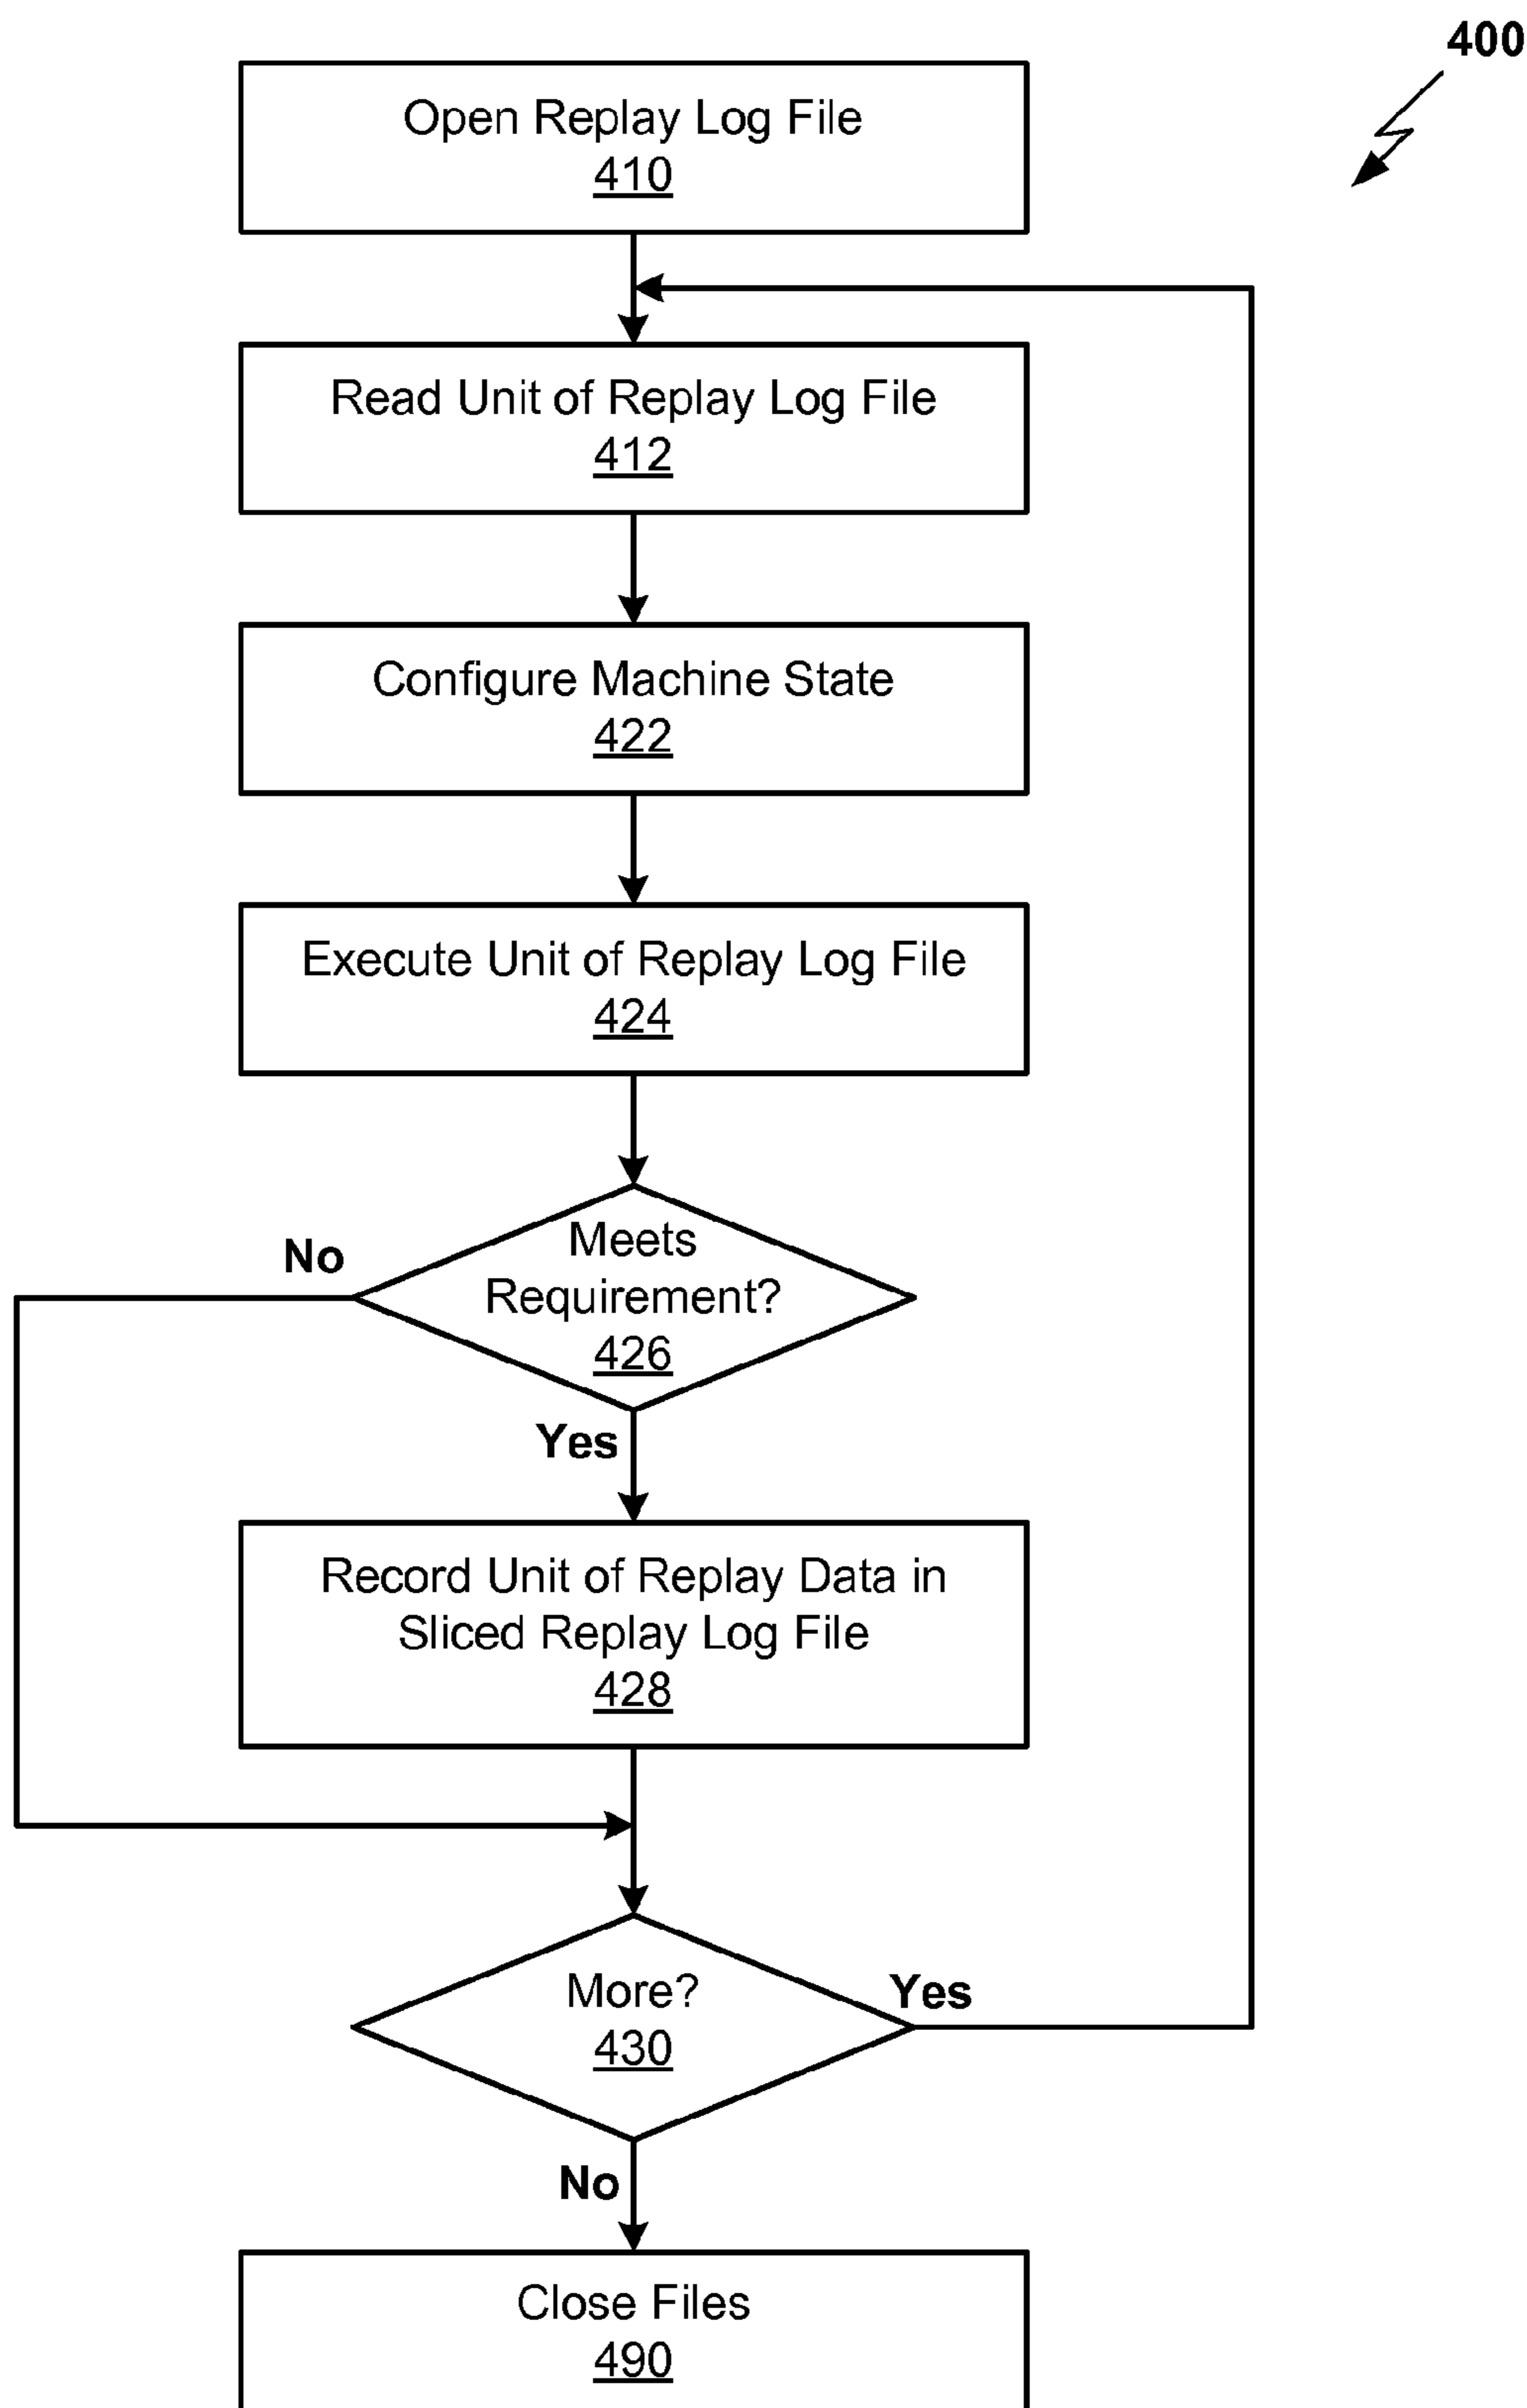 400
Open Replay Log File
410
Read Unit of Replay Log File
412
Configure Machine State
422
Execute Unit of Replay Log File
424
Meets
No
Requirement?
426
Yes
Record Unit of Replay Data in
Sliced Replay Log File
428
More?
Yes
430
No
Close Files
490